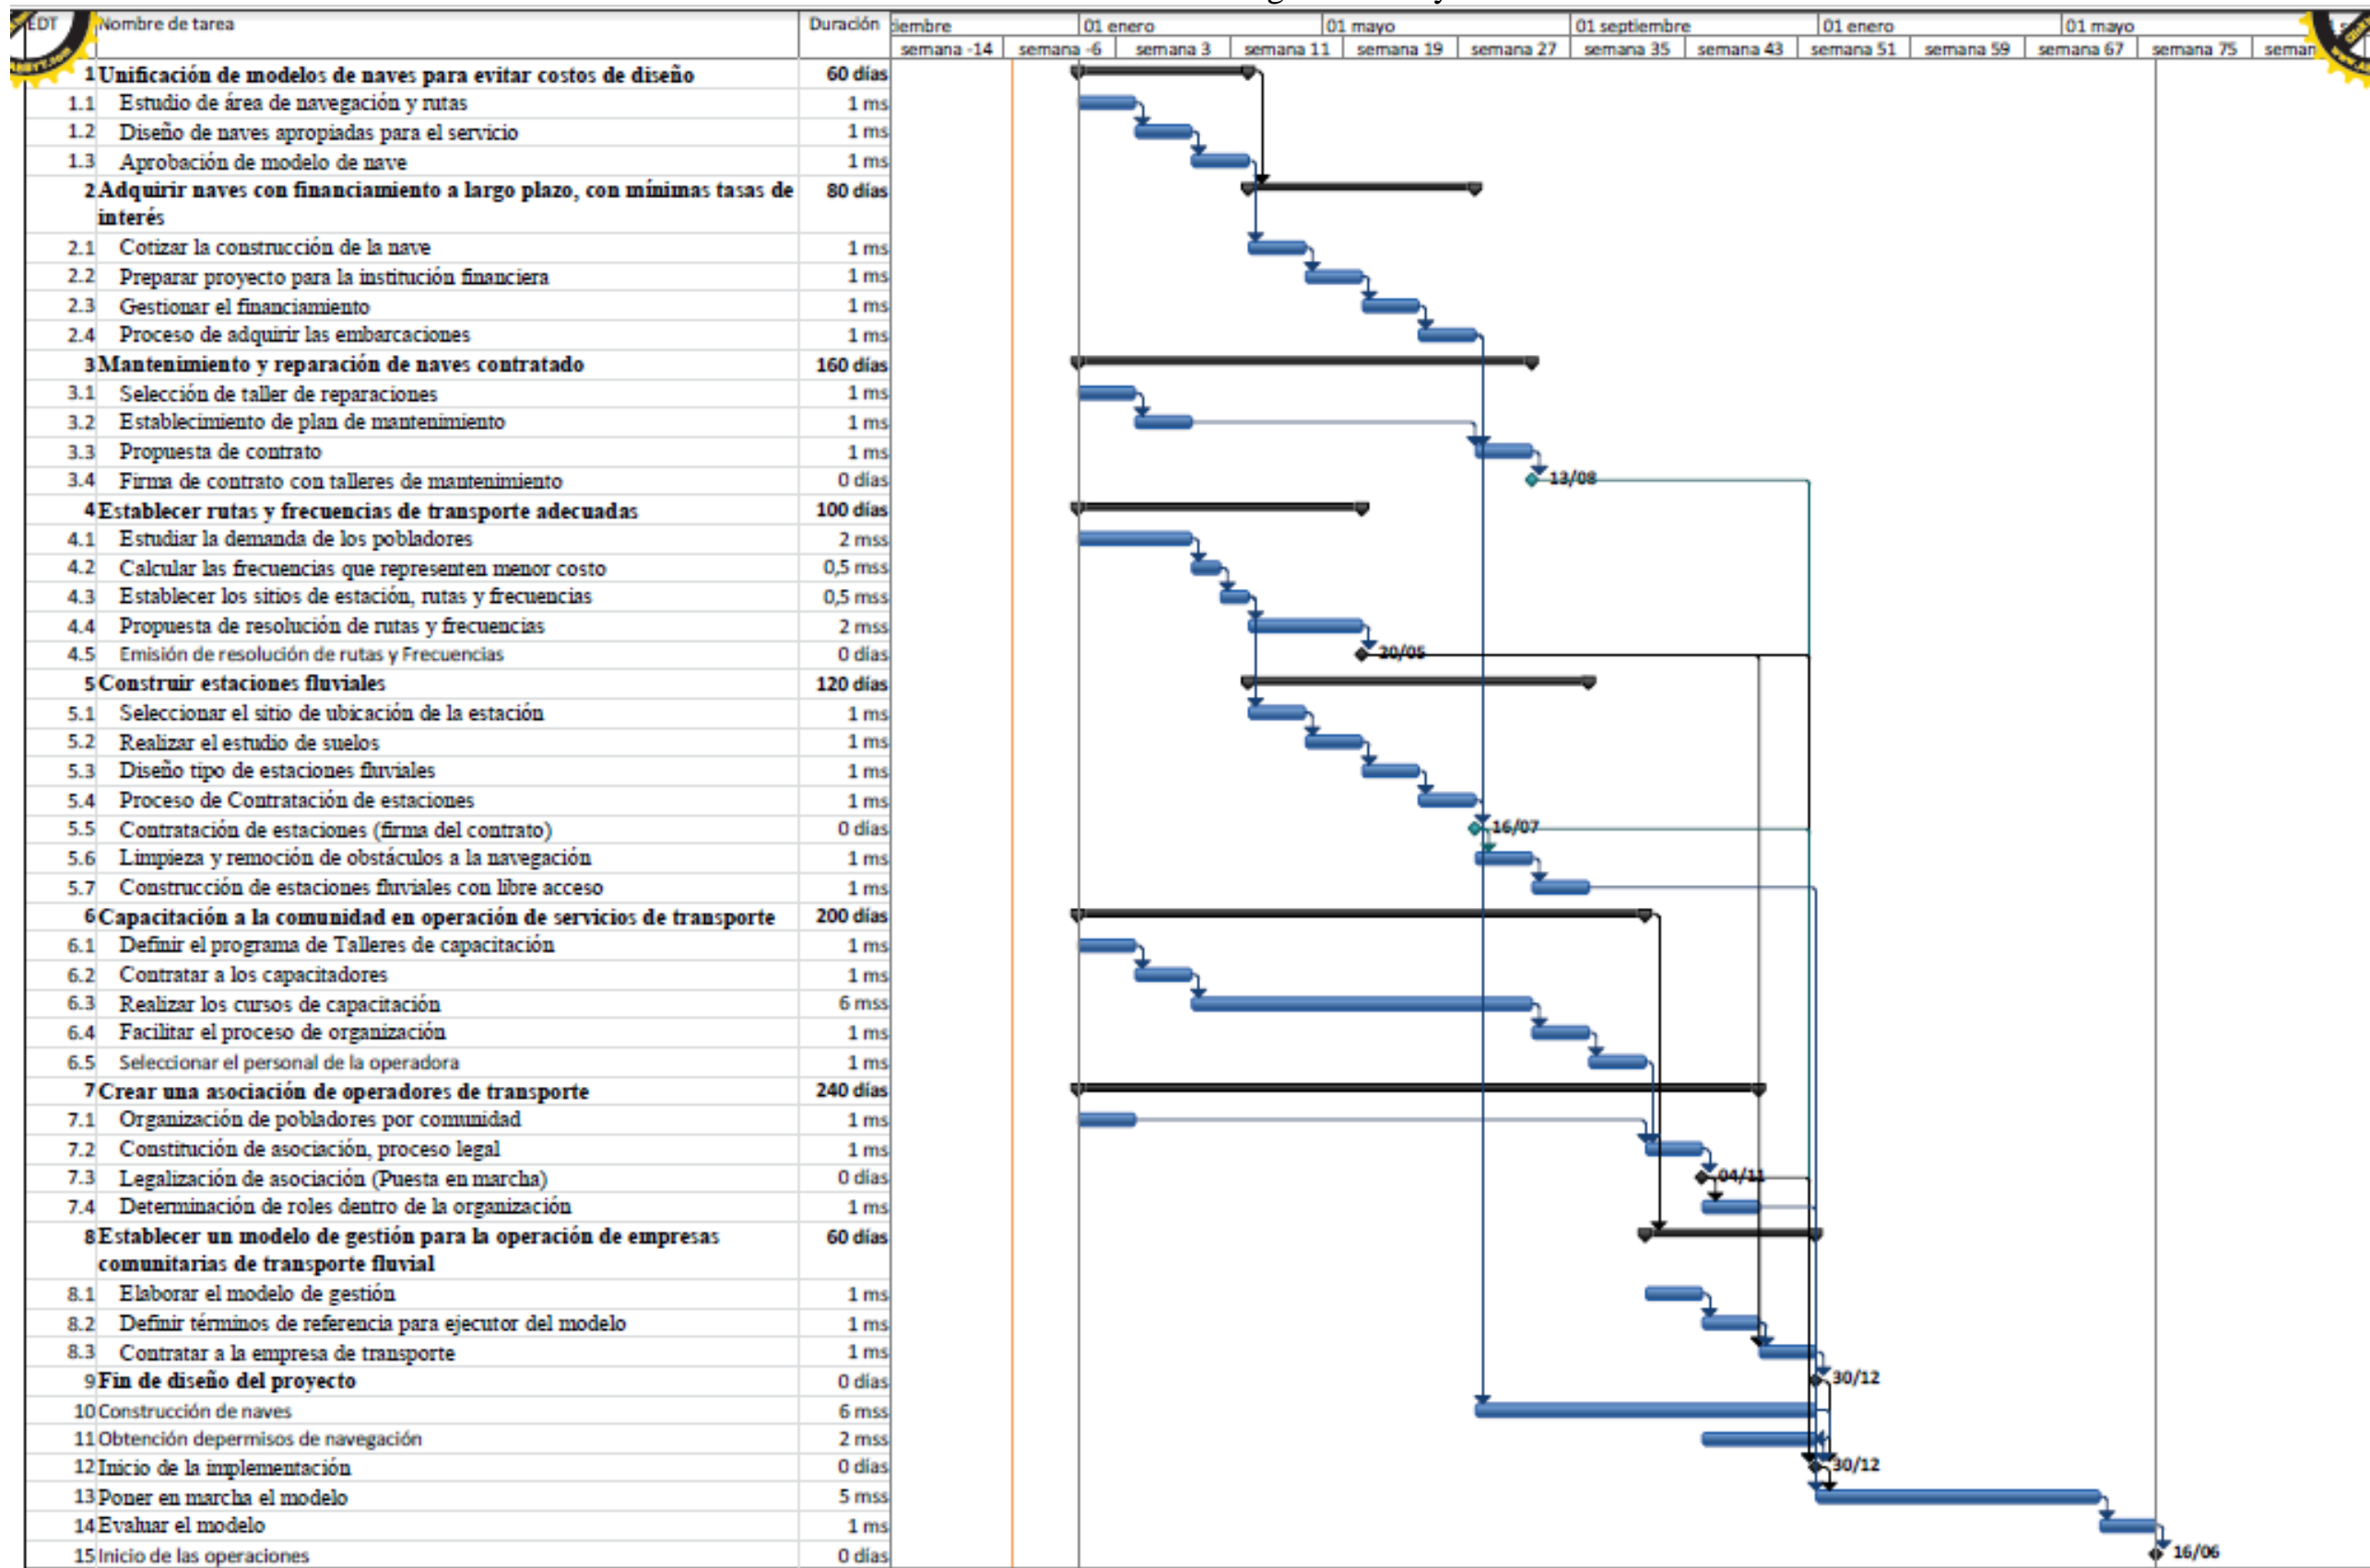 EDT Nombre de tarea Duración iembre 01 enero 01 mayo 01 septiembre 01 enero 01 mayo
semana -14 semana -6 semana 3 semana 11 semana 19 semana 27 semana 35 semana 43 semana 51 semana 59 semana 67 semana 75 seman
1 Unificación de modelos de naves para evitar costos de diseño 60 días
1.1 Estudio de área de navegación y rutas 1 ms
1.2 Diseño de naves apropiadas para el servicio 1 ms
1.3 Aprobación de modelo de nave 1 ms
2 Adquirir naves con financiamiento a largo plazo, con mínimas tasas de 80 días
interés
2.1 Cotizar la construcción de la nave 1 ms
2.2 Preparar proyecto para la institución financiera 1 ms
2.3 Gestionar el financiamiento 1 ms
2.4 Proceso de adquirir las embarcaciones 1 ms
3 Mantenimiento y reparación de naves contratado 160 días
3.1 Selección de taller de reparaciones 1 ms
3.2 Establecimiento de plan de mantenimiento 1 ms
3.3 Propuesta de contrato 1 ms
3.4 Firma de contrato con talleres de mantenimiento 0 días 13/08
4 Establecer rutas y frecuencias de transporte adecuadas 100 días
4.1 Estudiar la demanda de los pobladores 2 mss
4.2 Calcular las frecuencias que representen menor costo 0,5 mss
4.3 Establecer los sitios de estación, rutas y frecuencias 0,5 mss
4.4 Propuesta de resolución de rutas y frecuencias 2 mss
4.5 Emisión de resolución de rutas y Frecuencias 0 días 20/05
5 Construir estaciones fluviales 120 días
5.1 Seleccionar el sitio de ubicación de la estación 1 ms
5.2 Realizar el estudio de suelos 1 ms
5.3 Diseño tipo de estaciones fluviales 1 ms
5.4 Proceso de Contratación de estaciones 1 ms
5.5 Contratación de estaciones (firma del contrato) 0 días 16/07
5.6 Limpieza y remoción de obstáculos a la navegación 1 ms
5.7 Construcción de estaciones fluviales con libre acceso 1 ms
6 Capacitación a la comunidad en operación de servicios de transporte 200 días
6.1 Definir el programa de Talleres de capacitación 1 ms
6.2 Contratar a los capacitadores 1 ms
6.3 Realizar los cursos de capacitación 6 mss
6.4 Facilitar el proceso de organización 1 ms
6.5 Seleccionar el personal de la operadora 1 ms
7 Crear una asociación de operadores de transporte 240 días
7.1 Organización de pobladores por comunidad 1 ms
7.2 Constitución de asociación, proceso legal 1 ms
7.3 Legalización de asociación (Puesta en marcha) 0 días 04/11
7.4 Determinación de roles dentro de la organización 1 ms
8 Establecer un modelo de gestión para la operación de empresas 60 días
comunitarias de transporte fluvial
8.1 Elaborar el modelo de gestión 1 ms
8.2 Definir términos de referencia para ejecutor del modelo 1 ms
8.3 Contratar a la empresa de transporte 1 ms
9 Fin de diseño del proyecto 0 días 30/12
10 Construcción de naves 6 mss
11 Obtención depermisos de navegación 2 mss
12 Inicio de la implementación 0 días 30/12
13 Poner en marcha el modelo 5 mss
14 Evaluar el modelo 1 ms
15 Inicio de las operaciones 0 días 16/06